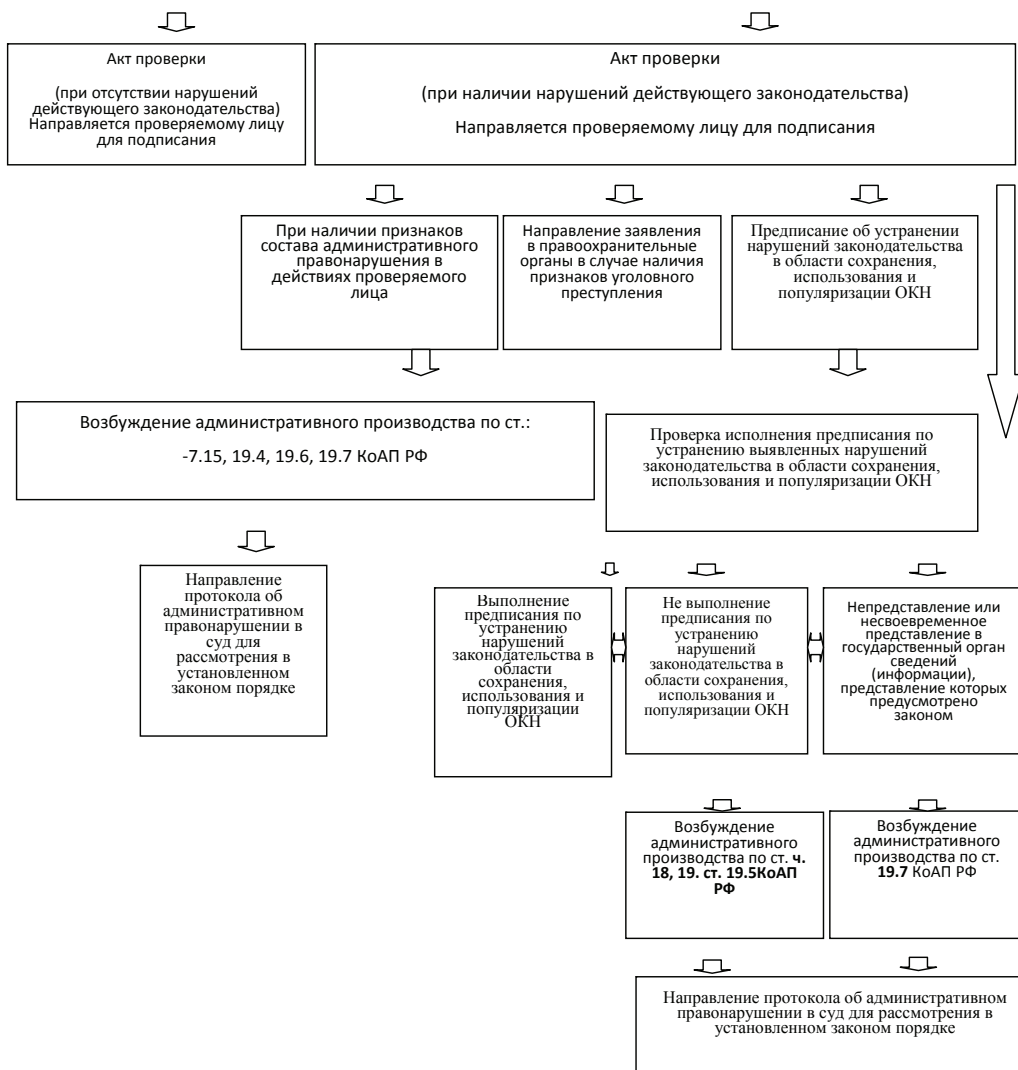 Акт проверки
(при отсутствии нарушений
действующего законодательства)
Направляется проверяемому лицу
для подписания
Акт проверки
(при наличии нарушений действующего законодательства)
Направляется проверяемому лицу для подписания
При наличии признаков
состава административного
правонарушения в
действиях проверяемого
лица
Направление заявления
в правоохранительные
органы в случае наличия
признаков уголовного
преступления
Предписание об устранении
нарушений законодательства
в области сохранения,
использования и
популяризации ОКН
Возбуждение административного производства по ст.:
-7.15, 19.4, 19.6, 19.7 КоАП РФ
Проверка исполнения предписания по
устранению выявленных нарушений
законодательства в области сохранения,
использования и популяризации ОКН
Направление
протокола об
административном
правонарушении в
суд для
рассмотрения в
установленном
законом порядке
Выполнение
предписания по
устранению
нарушений
законодательства в
области
сохранения,
использования и
популяризации
ОКН
Не выполнение
предписания по
устранению
нарушений
законодательства в
области сохранения,
использования и
популяризации ОКН
Непредставление или
несвоевременное
представление в
государственный орган
сведений
(информации),
представление которых
предусмотрено
законом
Возбуждение
административного
производства по ст. ч.
18, 19. ст. 19.5КоАП
РФ
Возбуждение
административного
производства по ст.
19.7 КоАП РФ
Направление протокола об административном
правонарушении в суд для рассмотрения в
установленном законом порядке